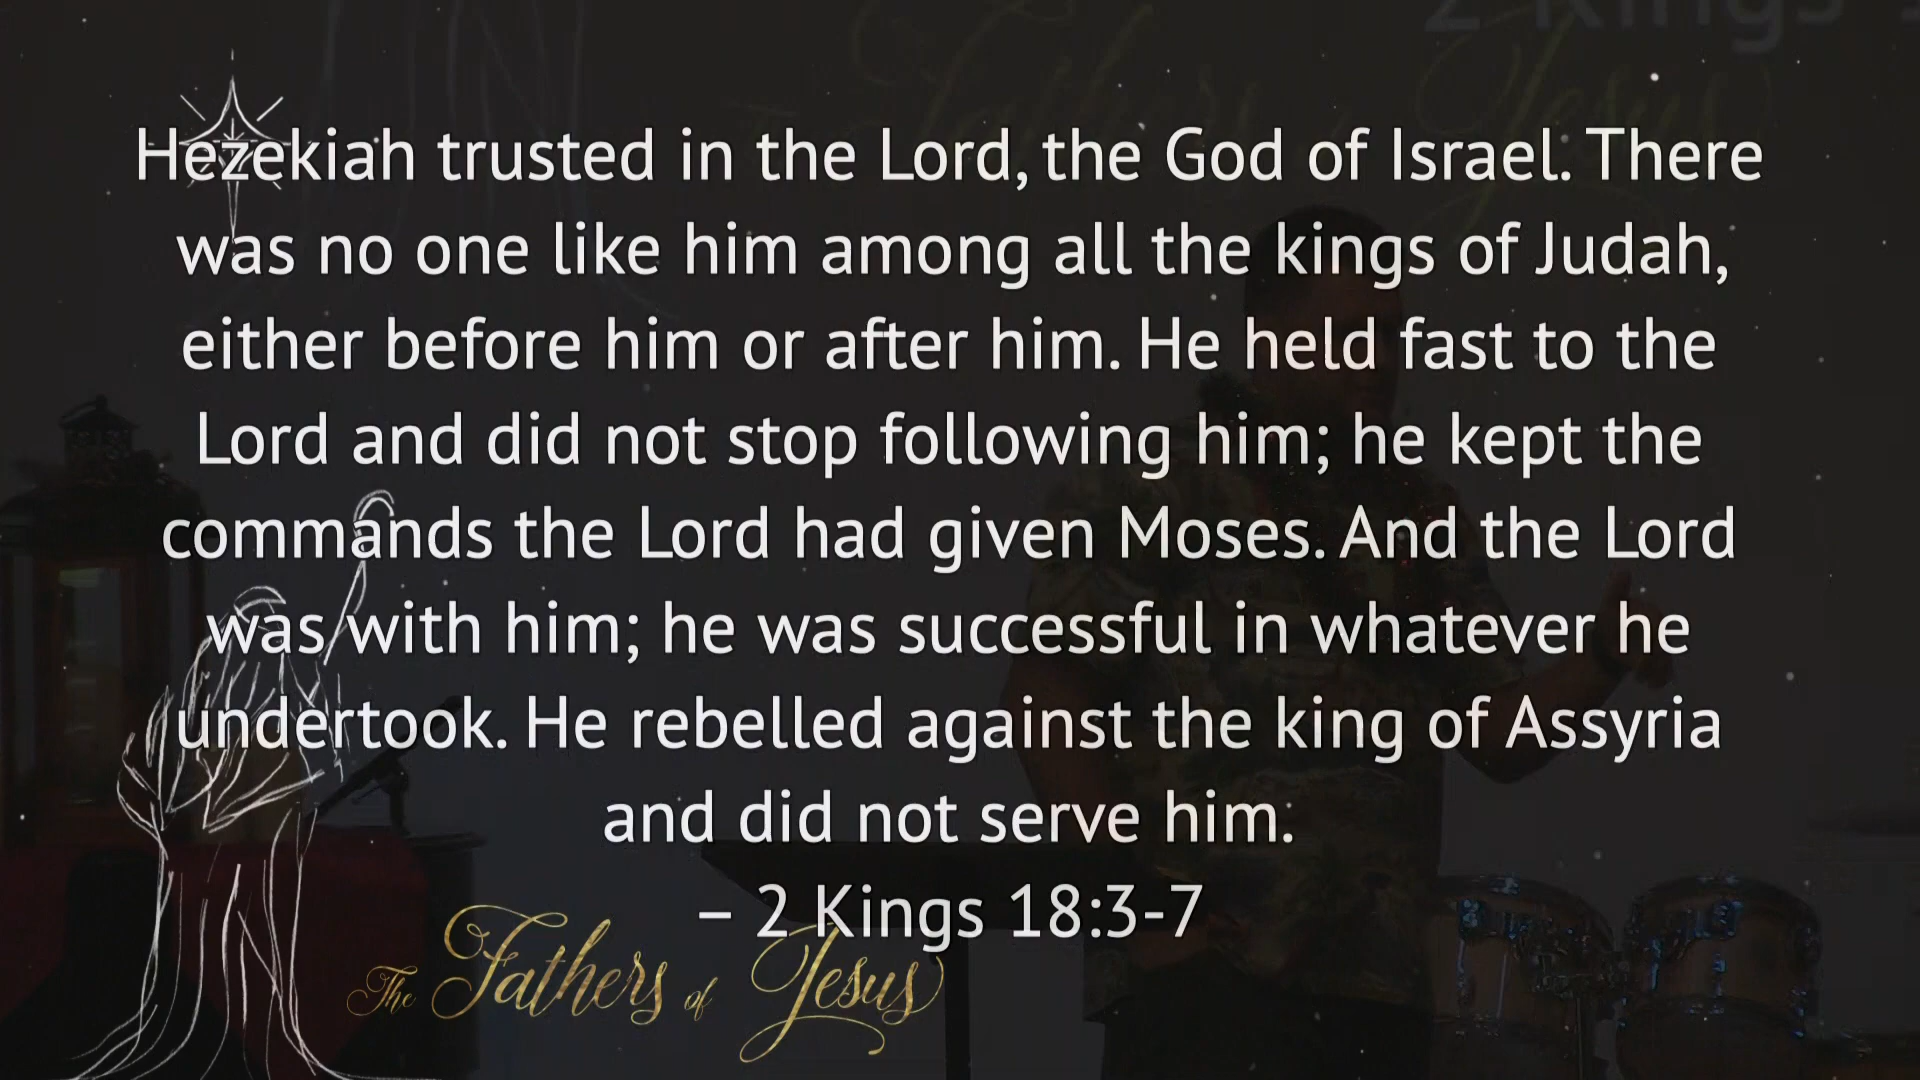 2 Kings
Fathers Jesus
Hezekiah trusted in the Lord, the God of Israel. There
was no one like him among all the kings of Judah,
either before him or after him. He held fast to the
Lord and did not stop following him; he kept the
commands the Lord had given Moses. And the Lord
was with him; he was successful in whatever he
undertook. He rebelled against the king of Assyria
and did not serve him.
– 2 Kings 18:3-7
The Fathers of Jesus